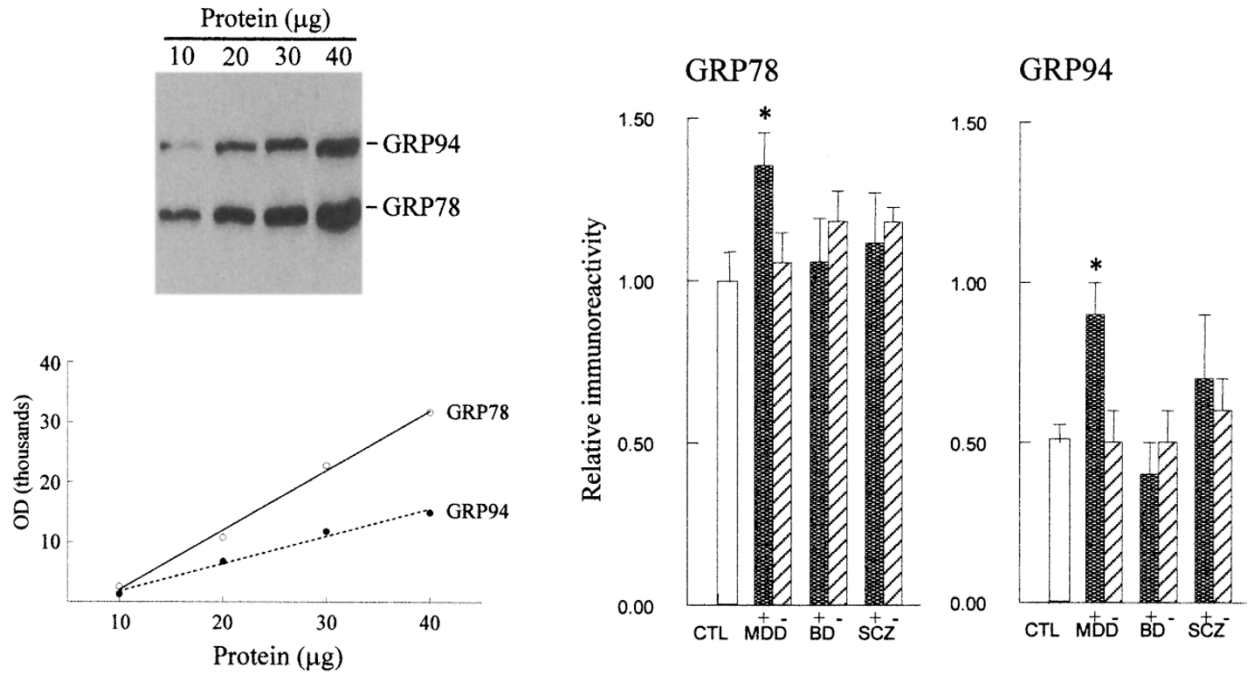 Protein (μg)
10 20 30 40
GRP94
GRP78
40
30
20
10
OD (thousands)
GRP78
GRP94
10 20 30 40
Protein (μg)
GRP78
*
1.50
1.00
0.50
0.00
Relative immunoreactivity
+ - + - + -
CTL MDD BD SCZ
GRP94
*
1.50
1.00
0.50
0.00
+ - + - + -
CTL MDD BD SCZ